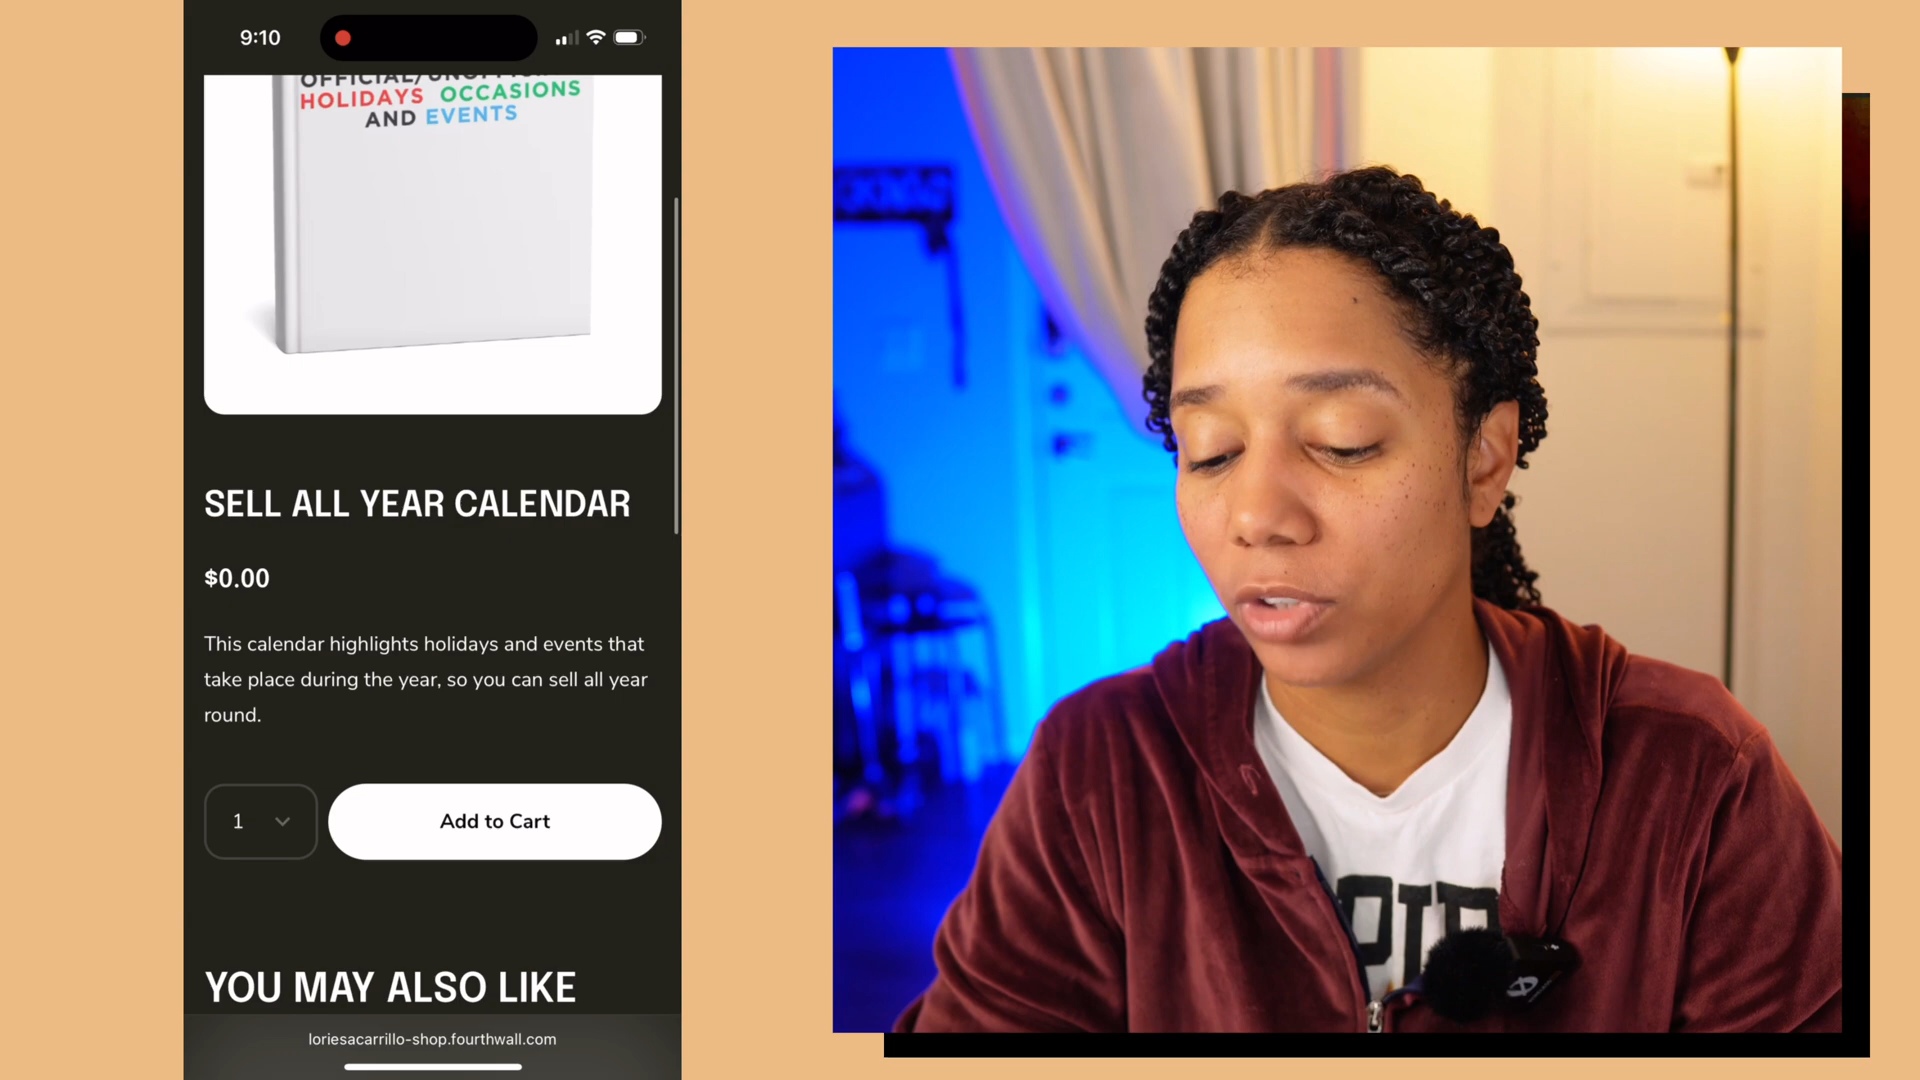 9:10
HOLIDAYS OCCASIONS
AND EVENTS
SELL ALL YEAR CALENDAR
$0.00
This calendar highlights holidays and events that
take place during the year, so you can sell all year
round.
1
Add to Cart
YOU MAY ALSO LIKE
loriesacarrillo-shop.fourthwall.com